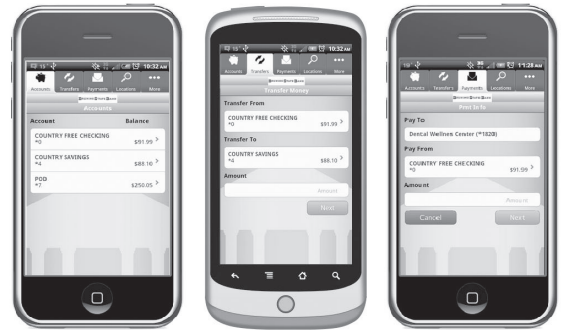 19° 10:32 AM
Accounts Transfers Payments Locations More
Accounts
Account Balance
COUNTRY FREE CHECKING
*0 $91.99 >
COUNTRY SAVINGS
*4 $88.10 >
POD
*7 $250.05 >
19° 10:32 AM
Accounts Transfers Payments Locations More
Transfer Money
Transfer From
COUNTRY FREE CHECKING
*0 $91.99 >
Transfer To
COUNTRY SAVINGS
*4 $88.10 >
Amount
Amount
Next
19° 11:28 AM
Accounts Transfers Payments Locations More
Pay To
Dental Wellnes Center (*1820)
Pay From
COUNTRY FREE CHECKING
*0 $91.99 >
Amount
Amount
Cancel Next